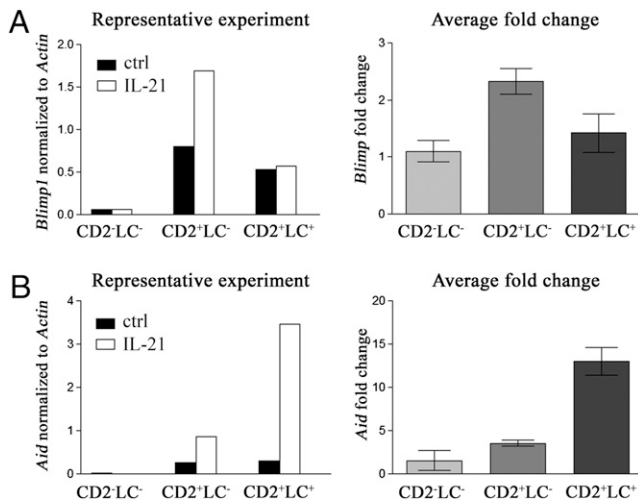 A
Representative experiment
Blimp1 normalized to Actin
2.0
1.5
1.0
0.5
0.0
ctrl
IL-21
CD2⁻LC⁻ CD2⁺LC⁻ CD2⁺LC⁺
Average fold change
Blimp fold change
3
2
1
0
CD2⁻LC⁻ CD2⁺LC⁻ CD2⁺LC⁺
B
Representative experiment
Aid normalized to Actin
4
3
2
1
0
ctrl
IL-21
CD2⁻LC⁻ CD2⁺LC⁻ CD2⁺LC⁺
Average fold change
Aid fold change
20
15
10
5
0
CD2⁻LC⁻ CD2⁺LC⁻ CD2⁺LC⁺